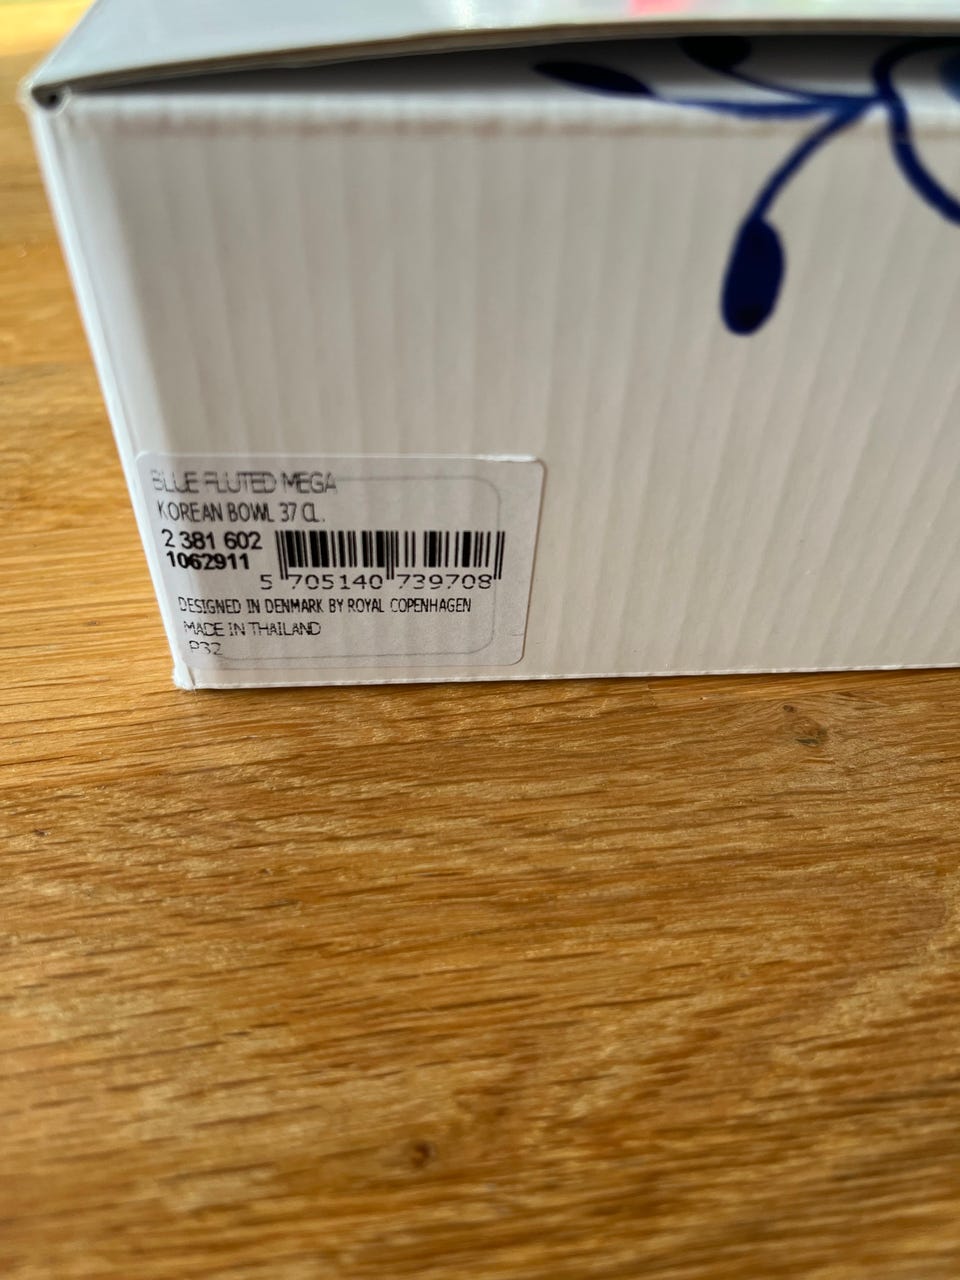 BLUE FLUTED MEGA
KOREAN BOWL 37 CL.
2 381 602
1062911
5 705140 739708
DESIGNED IN DENMARK BY ROYAL COPENHAGEN
MADE IN THAILAND
P32